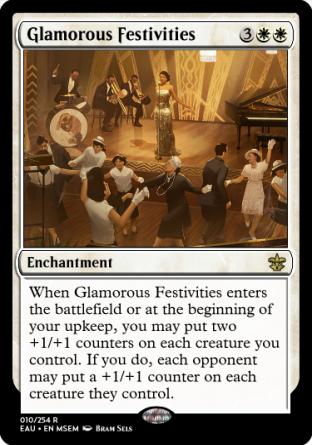 Glamorous Festivities 3
Enchantment
When Glamorous Festivities enters
the battlefield or at the beginning of
your upkeep, you may put two
+1/+1 counters on each creature you
control. If you do, each opponent
may put a +1/+1 counter on each
creature they control.
010/254 R
EAU • EN MSEM Bram Sels